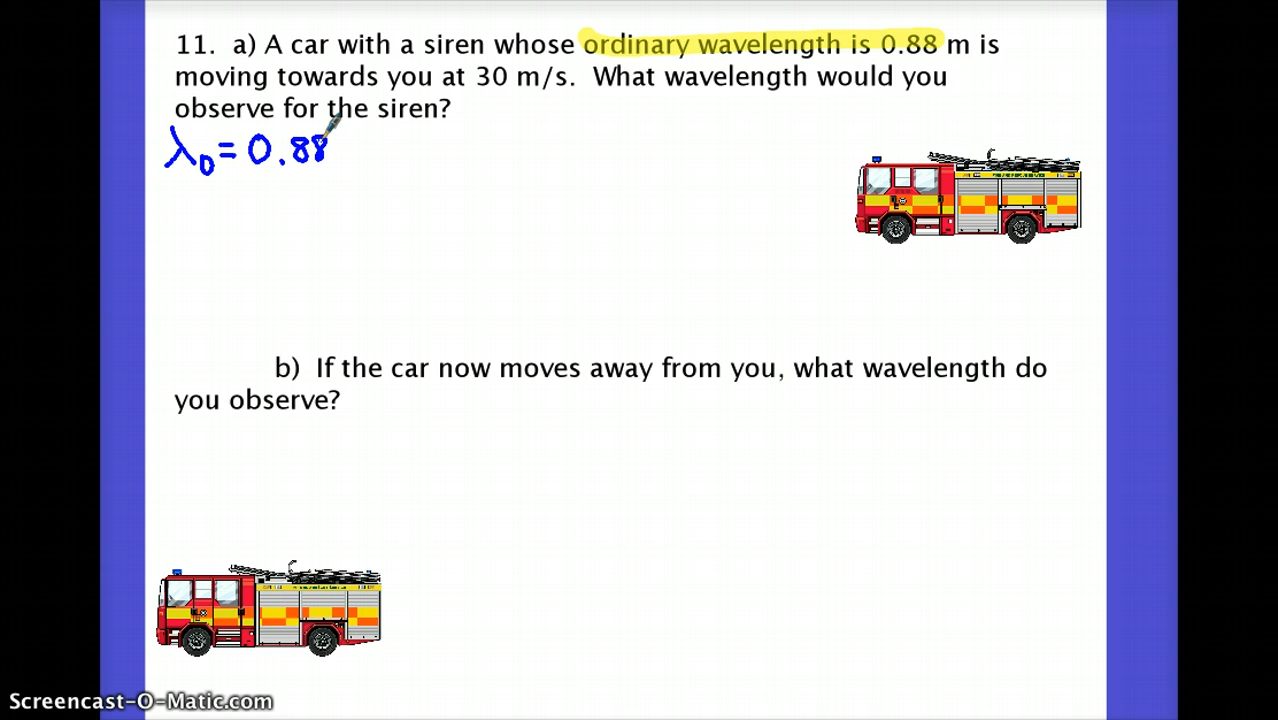 11. a) A car with a siren whose ordinary wavelength is 0.88 m is
moving towards you at 30 m/s. What wavelength would you
observe for the siren?
λ₀ = 0.88
b) If the car now moves away from you, what wavelength do
you observe?
Screencast-O-Matic.com